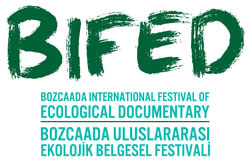 BIFED
BOZCAADA INTERNATIONAL FESTIVAL OF
ECOLOGICAL DOCUMENTARY
BOZCAADA ULUSLARARASI
EKOLOJİK BELGESEL FESTİVALİ